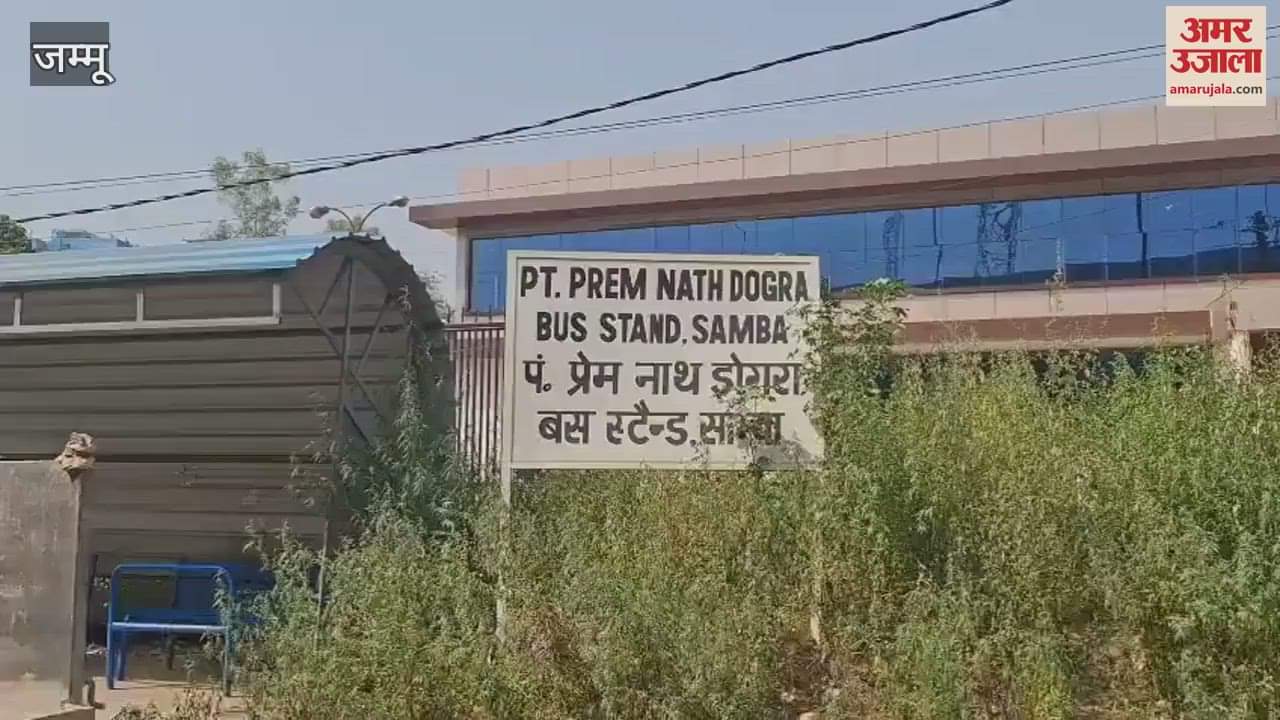 जम्मू
अमर
उजाला
amarujala.com
PT. PREM NATH DOGRA
BUS STAND, SAMBA
पं. प्रेम नाथ डोगरा
बस स्टैन्ड, साम्बा